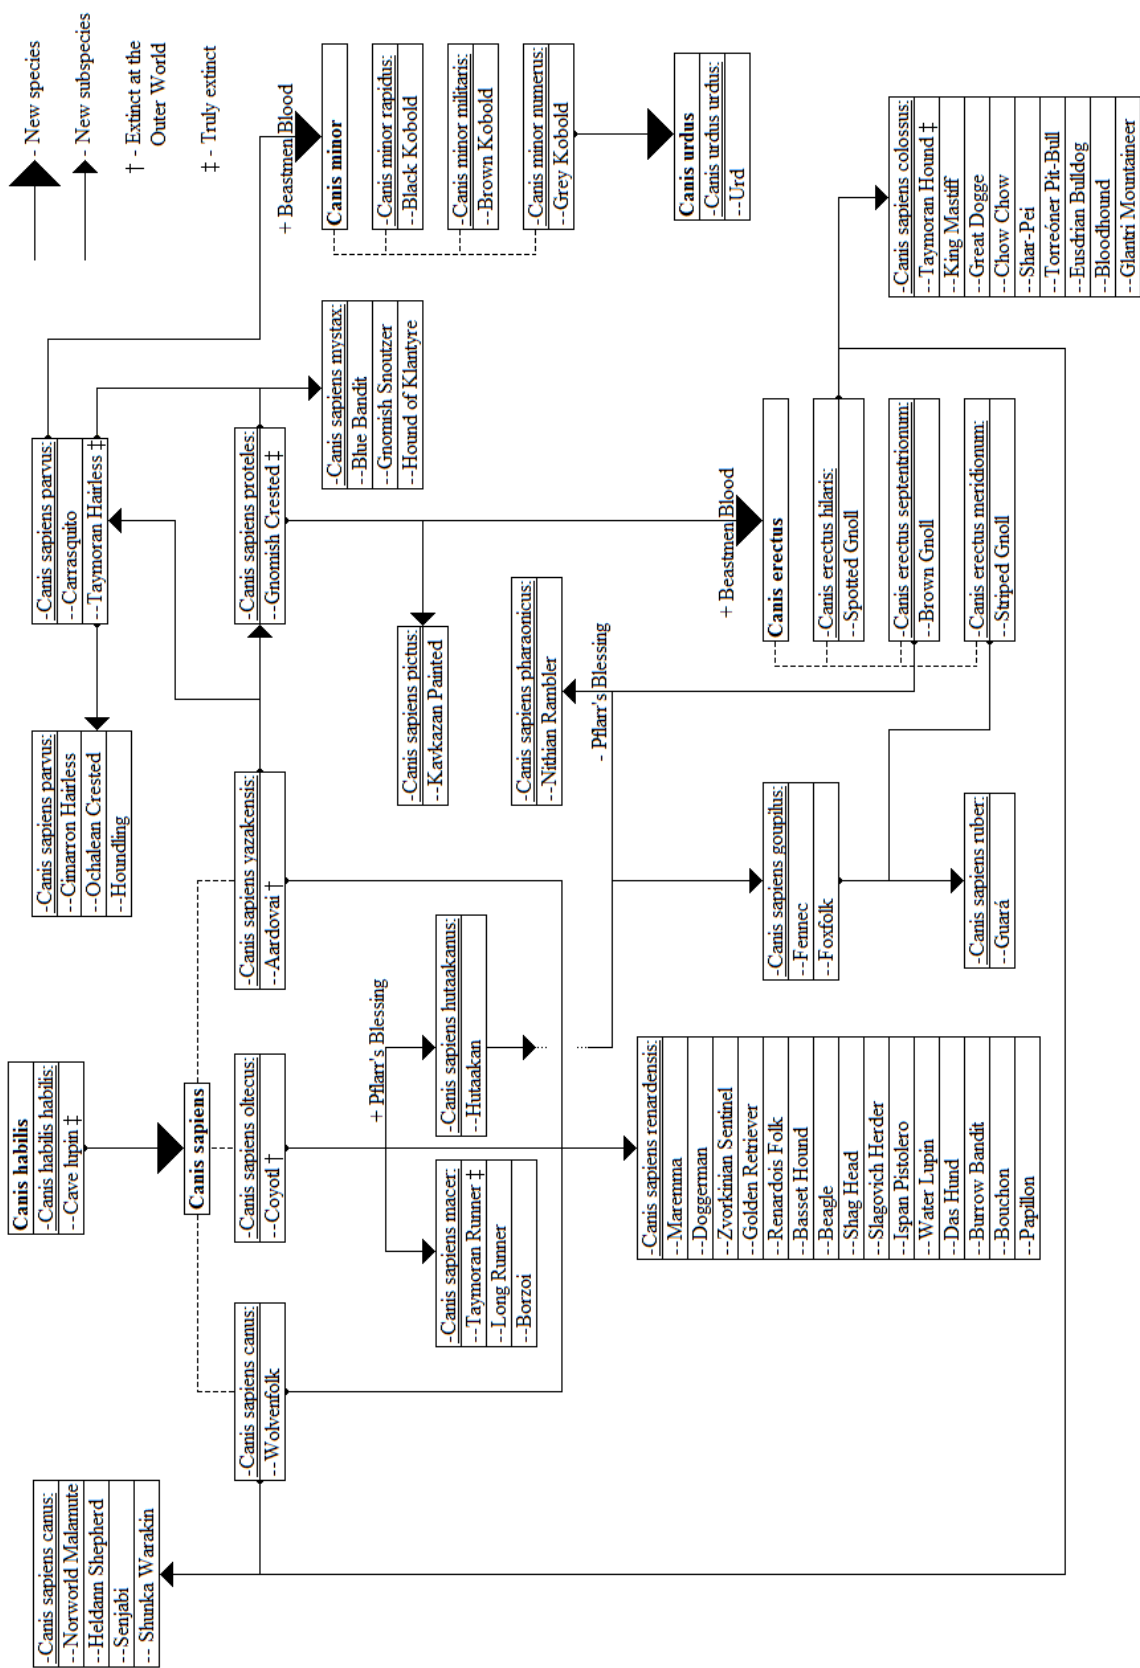 - New species
- New subspecies
† - Extinct at the
Outer World
‡ - Truly extinct
Canis habilis
-Canis habilis habilis:
--Cave lupin ‡
Canis sapiens
-Canis sapiens canus:
--Norworld Malamute
--Heldann Shepherd
--Senjabi
-- Shunka Warakin
-Canis sapiens canus:
--Wolvenfolk
-Canis sapiens oltecus:
--Coyotl †
-Canis sapiens yazakensis:
--Aardovai †
-Canis sapiens parvus:
--Cimarron Hairless
--Ochalean Crested
--Houndling
-Canis sapiens parvus:
--Carrasquito
--Taymoran Hairless ‡
-Canis sapiens proteles:
--Gnomish Crested ‡
-Canis sapiens mystax:
--Blue Bandit
--Gnomish Snoutzer
--Hound of Klantyre
+ Beastmen Blood
Canis minor
-Canis minor rapidus:
--Black Kobold
-Canis minor militaris:
--Brown Kobold
-Canis minor numerus:
--Grey Kobold
Canis urdus
-Canis urdus urdus:
--Urd
+ Pflarr's Blessing
-Canis sapiens macer:
--Taymoran Runner ‡
--Long Runner
--Borzoi
-Canis sapiens hutaakanus:
--Hutaakan
-Canis sapiens pictus:
--Kavkazan Painted
-Canis sapiens pharaonicus:
--Nithian Rambler
- Pflarr's Blessing
+ Beastmen Blood
Canis erectus
-Canis erectus hilaris:
--Spotted Gnoll
-Canis erectus septentrionum:
--Brown Gnoll
-Canis erectus meridionum:
--Striped Gnoll
-Canis sapiens renardensis:
--Maremma
--Doggerman
--Zvorkinian Sentinel
--Golden Retriever
--Renardois Folk
--Basset Hound
--Beagle
--Shag Head
--Slagovich Herder
--Ispan Pistolero
--Water Lupin
--Das Hund
--Burrow Bandit
--Bouchon
--Papillon
-Canis sapiens goupilus:
--Fennec
--Foxfolk
-Canis sapiens ruber:
--Guará
-Canis sapiens colossus:
--Taymoran Hound ‡
--King Mastiff
--Great Dogge
--Chow Chow
--Shar-Pei
--Torreóner Pit-Bull
--Eusdrian Bulldog
--Bloodhound
--Glantri Mountaineer